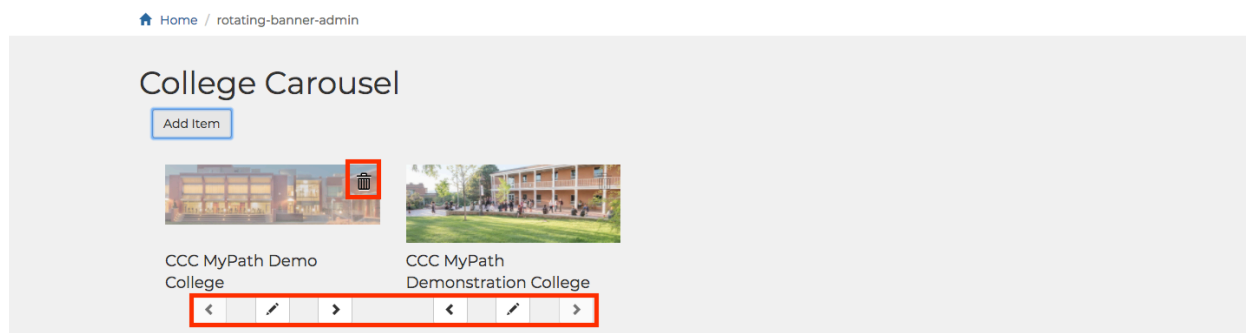 Home / rotating-banner-admin
College Carousel
Add Item
CCC MyPath Demo
College
CCC MyPath
Demonstration College